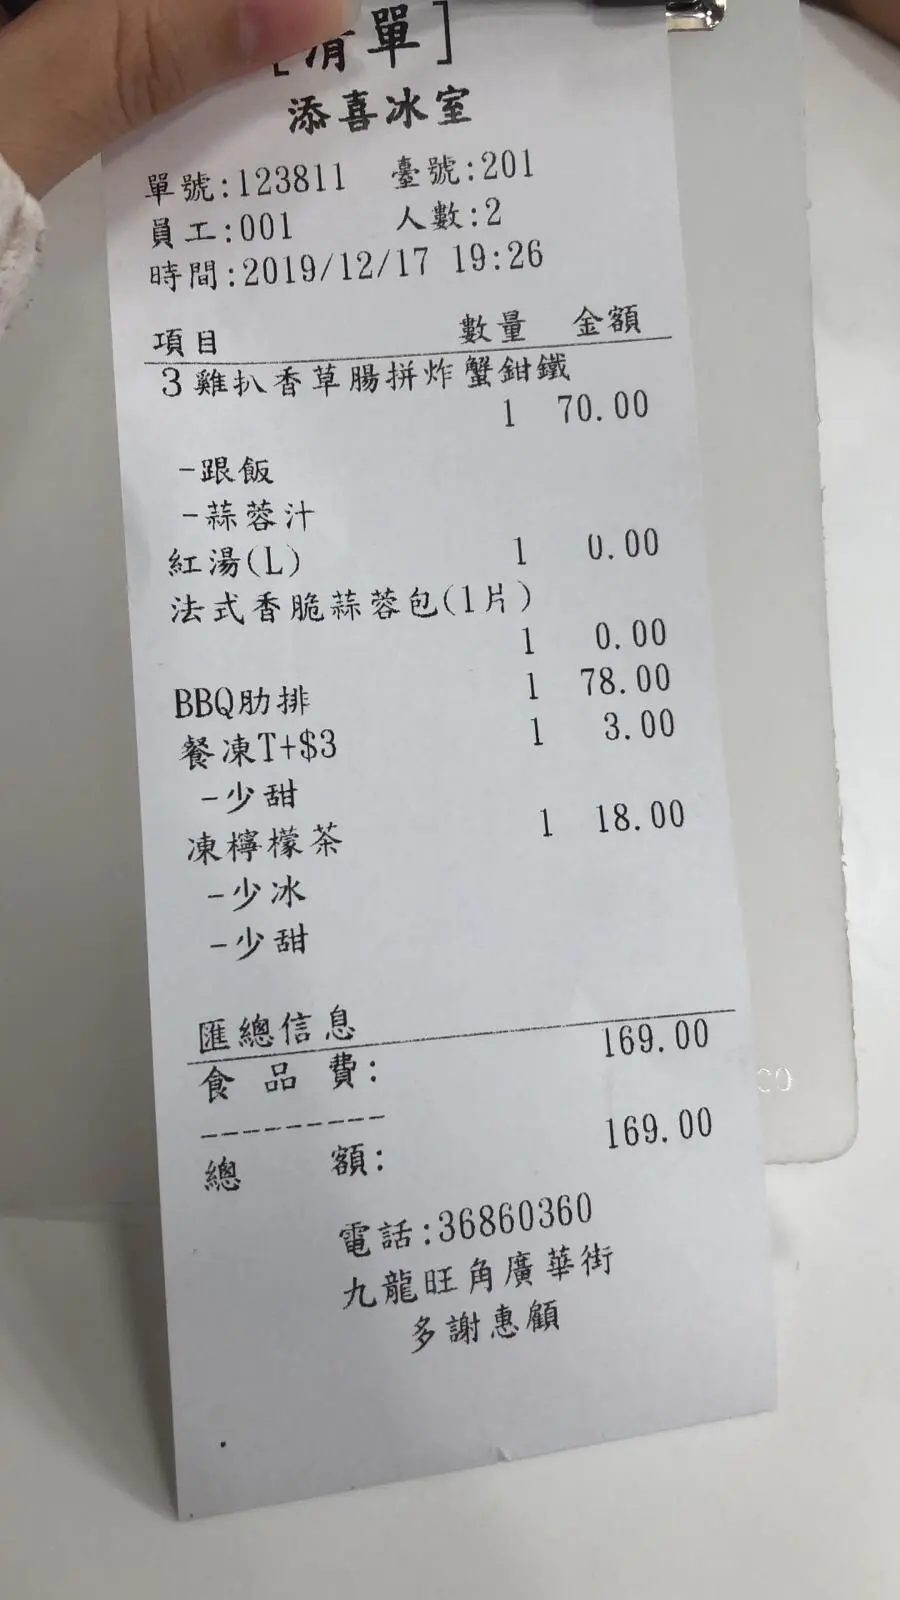 [清單]
添喜冰室
單號:123811 臺號:201
員工:001 人數:2
時間:2019/12/17 19:26
項目 數量 金額
3雞扒香草腸拼炸蟹鉗鐵
1 70.00
-跟飯
-蒜蓉汁
紅湯(L) 1 0.00
法式香脆蒜蓉包(1片)
1 0.00
BBQ肋排 1 78.00
餐凍T+$3 1 3.00
-少甜
凍檸檬茶 1 18.00
-少冰
-少甜
匯總信息
食品費: 169.00
---------
總額: 169.00
電話:36860360
九龍旺角廣華街
多謝惠顧